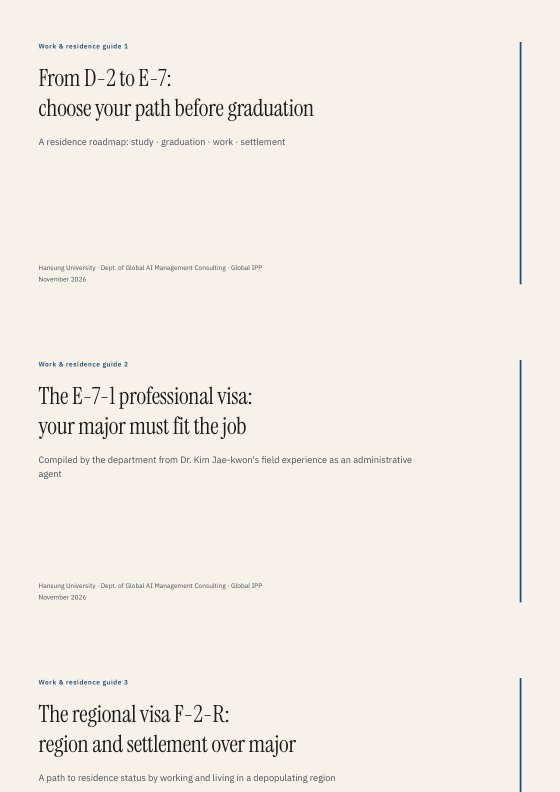 Work & residence guide 1
From D-2 to E-7:
choose your path before graduation
A residence roadmap: study · graduation · work · settlement
Hansung University · Dept. of Global AI Management Consulting · Global IPP
November 2026
Work & residence guide 2
The E-7-1 professional visa:
your major must fit the job
Compiled by the department from Dr. Kim Jae-kwon's field experience as an administrative
agent
Hansung University · Dept. of Global AI Management Consulting · Global IPP
November 2026
Work & residence guide 3
The regional visa F-2-R:
region and settlement over major
A path to residence status by working and living in a depopulating region